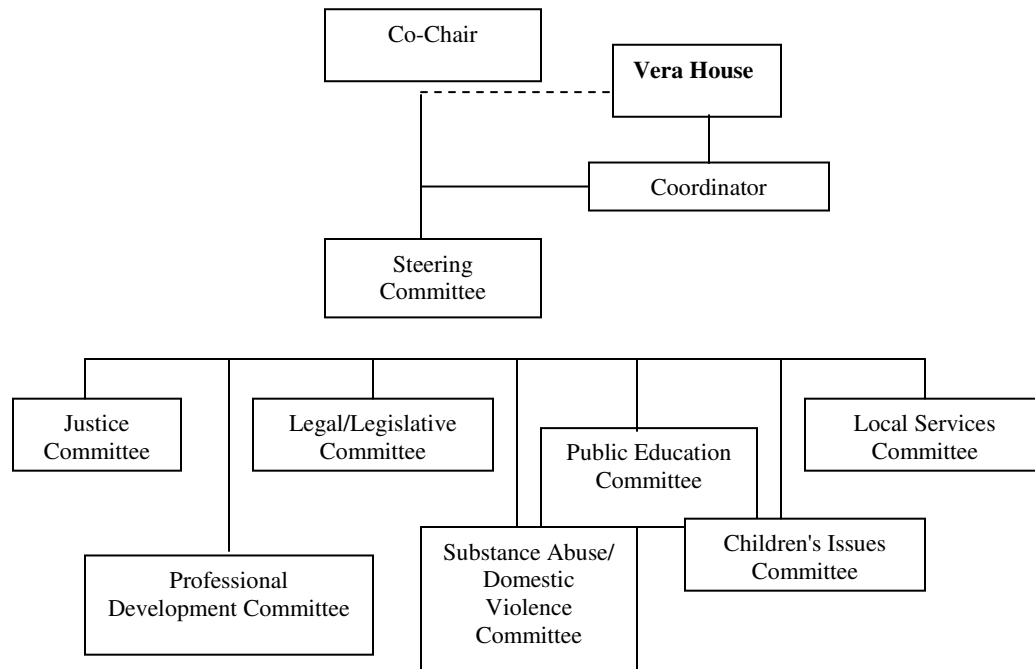 Co-Chair
Vera House
Coordinator
Steering
Committee
Justice
Committee
Legal/Legislative
Committee
Public Education
Committee
Local Services
Committee
Professional
Development Committee
Substance Abuse/
Domestic
Violence
Committee
Children's Issues
Committee